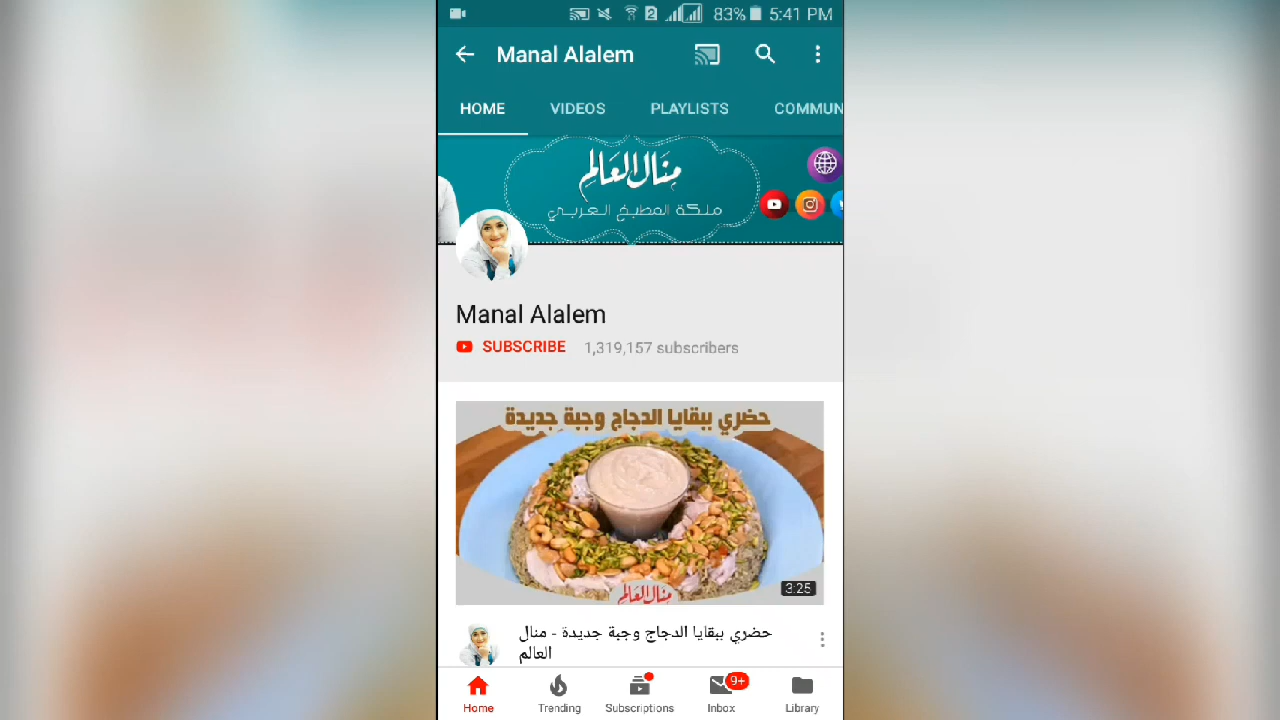 83% 5:41 PM
Manal Alalem
HOME VIDEOS PLAYLISTS COMMUN
منال العالم
ملكة المطبخ العربي
Manal Alalem
SUBSCRIBE 1,319,157 subscribers
حضري ببقايا الدجاج وجبة جديدة
منال العالم
3:25
حضري ببقايا الدجاج وجبة جديدة - منال
العالم
9+
Home Trending Subscriptions Inbox Library